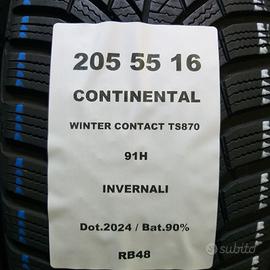 205 55 16
CONTINENTAL
WINTER CONTACT TS870
91H
INVERNALI
Dot.2024 / Bat.90%
RB48
subito